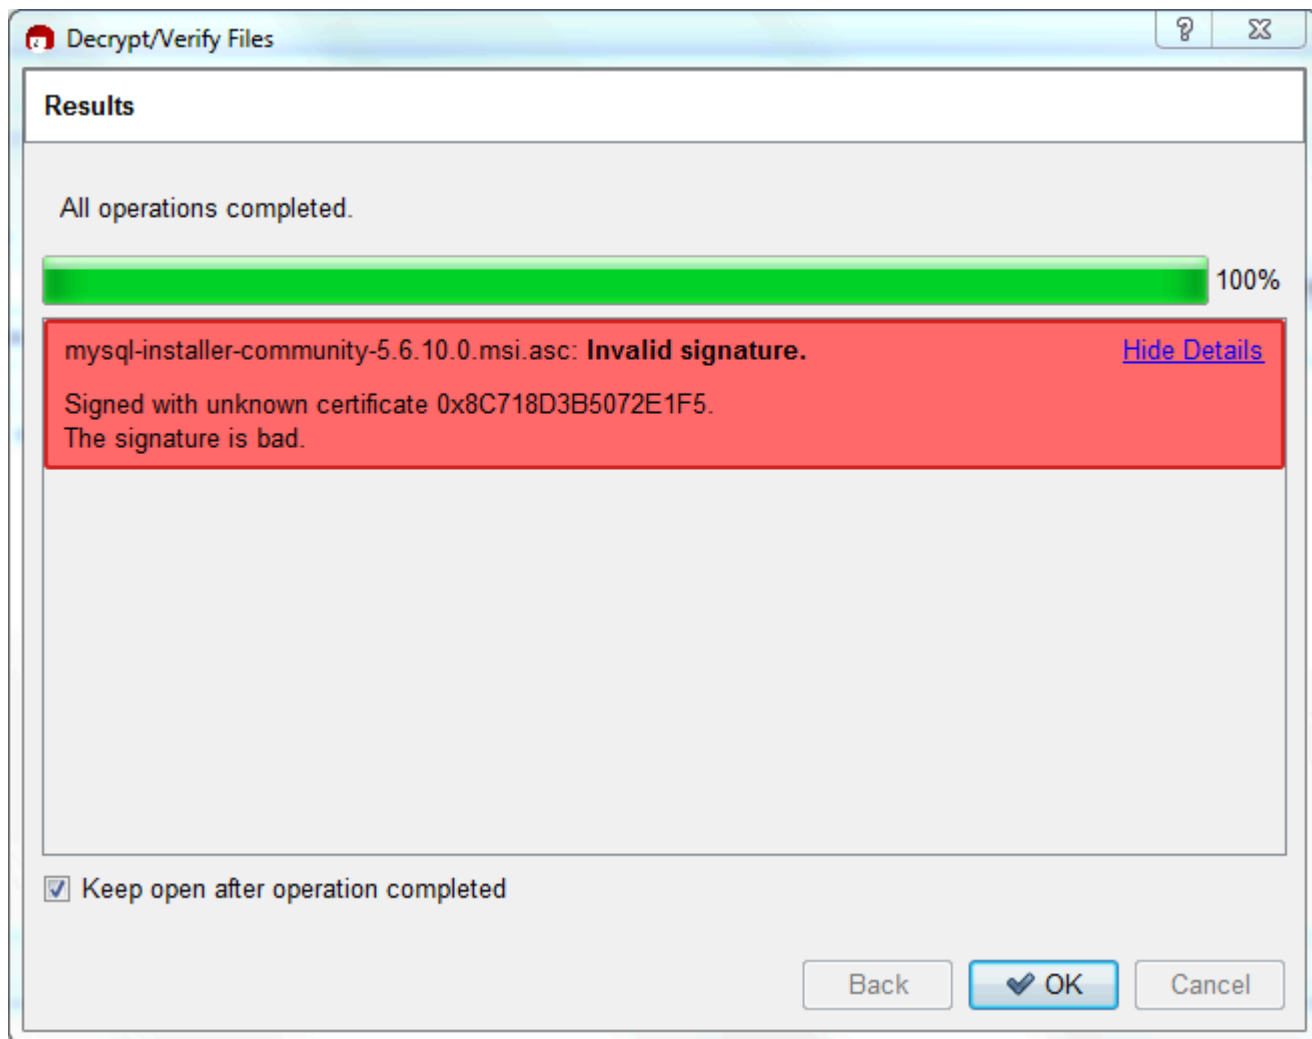 Decrypt/Verify Files
Results
All operations completed.
100%
mysql-installer-community-5.6.10.0.msi.asc: Invalid signature. Hide Details
Signed with unknown certificate 0x8C718D3B5072E1F5.
The signature is bad.
Keep open after operation completed
Back OK Cancel